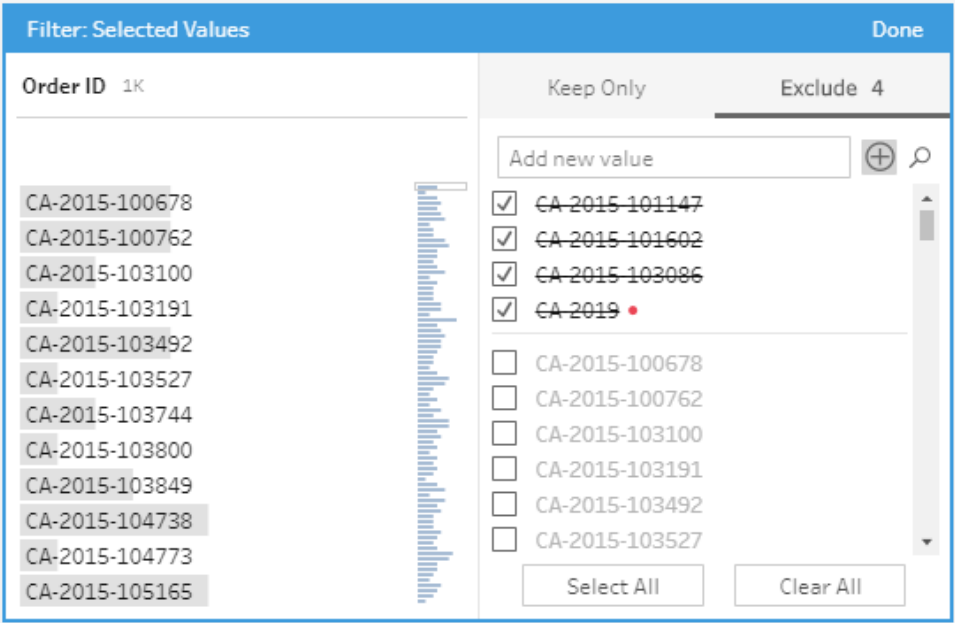 Filter: Selected Values Done
Order ID 1K
CA-2015-100678
CA-2015-100762
CA-2015-103100
CA-2015-103191
CA-2015-103492
CA-2015-103527
CA-2015-103744
CA-2015-103800
CA-2015-103849
CA-2015-104738
CA-2015-104773
CA-2015-105165
Keep Only Exclude 4
Add new value
CA-2015-101147
CA-2015-101602
CA-2015-103086
CA-2019
CA-2015-100678
CA-2015-100762
CA-2015-103100
CA-2015-103191
CA-2015-103492
CA-2015-103527
Select All Clear All